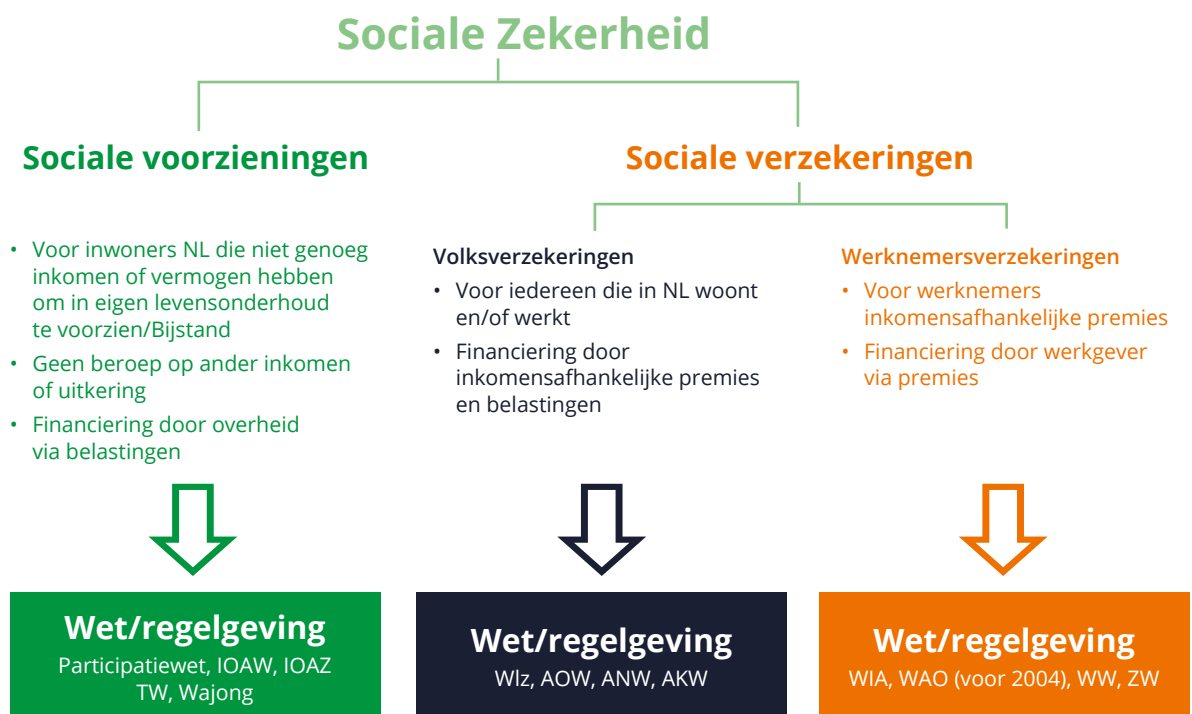 Sociale Zekerheid
Sociale voorzieningen
• Voor inwoners NL die niet genoeg
inkomen of vermogen hebben
om in eigen levensonderhoud
te voorzien/Bijstand
• Geen beroep op ander inkomen
of uitkering
• Financiering door overheid
via belastingen
Wet/regelgeving
Participatiewet, IOAW, IOAZ
TW, Wajong
Sociale verzekeringen
Volksverzekeringen
• Voor iedereen die in NL woont
en/of werkt
• Financiering door
inkomensafhankelijke premies
en belastingen
Wet/regelgeving
Wlz, AOW, ANW, AKW
Werknemersverzekeringen
• Voor werknemers
inkomensafhankelijke premies
• Financiering door werkgever
via premies
Wet/regelgeving
WIA, WAO (voor 2004), WW, ZW